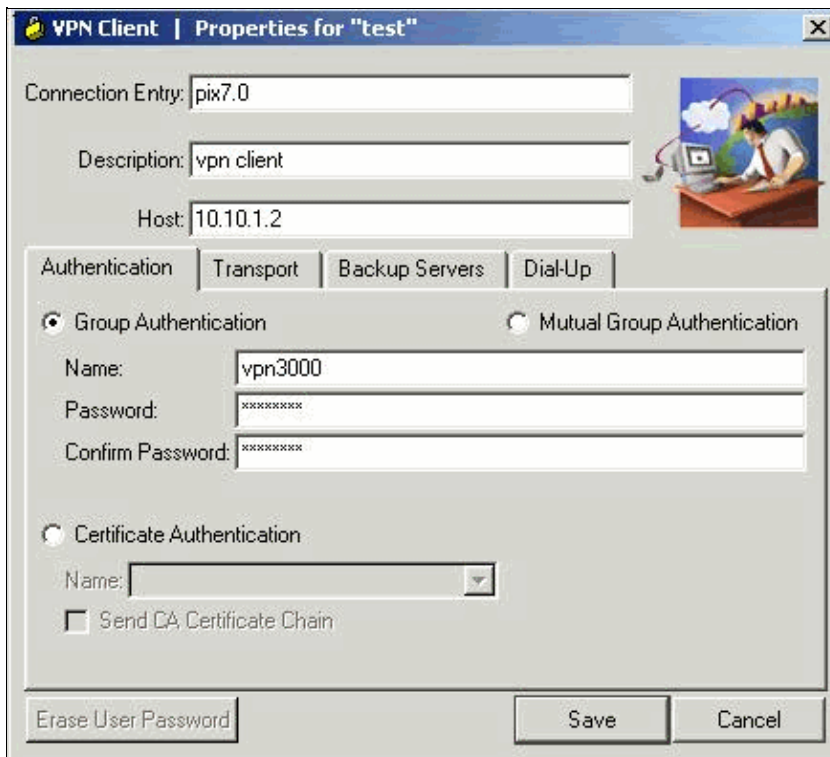 VPN Client | Properties for "test"
Connection Entry: pix7.0
Description: vpn client
Host: 10.10.1.2
Authentication Transport Backup Servers Dial-Up
Group Authentication Mutual Group Authentication
Name: vpn3000
Password: ********
Confirm Password: ********
Certificate Authentication
Name:
Send CA Certificate Chain
Erase User Password Save Cancel